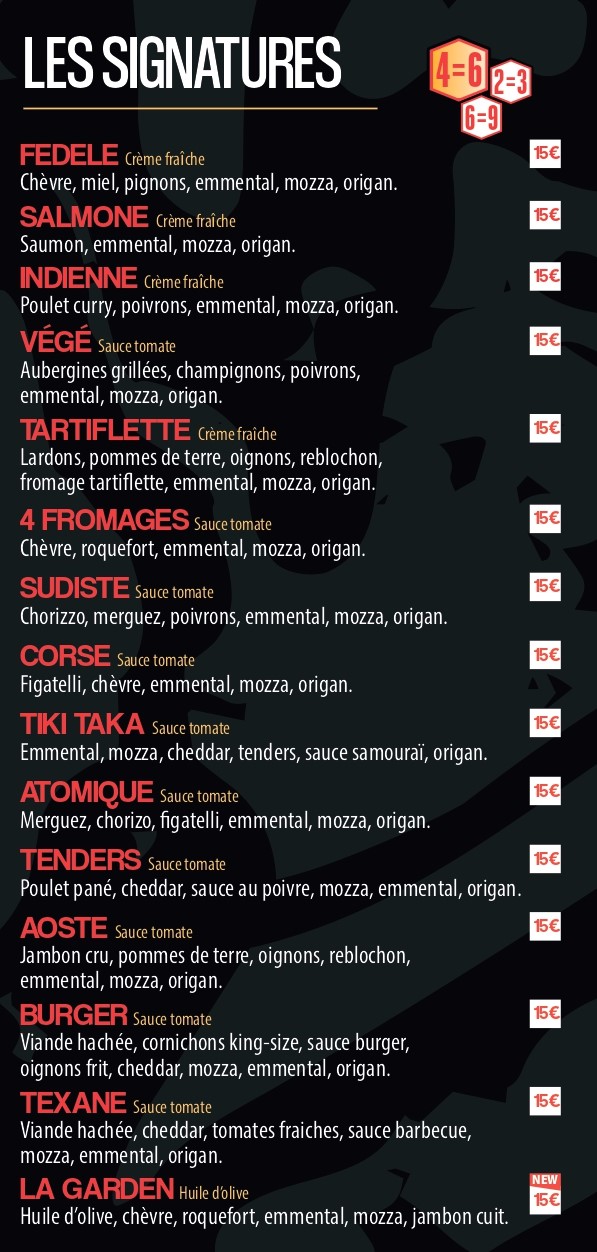 LES SIGNATURES
4=6
2=3
6=9
FEDELE Crème fraîche 15€
Chèvre, miel, pignons, emmental, mozza, origan.
SALMONE Crème fraîche 15€
Saumon, emmental, mozza, origan.
INDIENNE Crème fraîche 15€
Poulet curry, poivrons, emmental, mozza, origan.
VÉGÉ Sauce tomate 15€
Aubergines grillées, champignons, poivrons,
emmental, mozza, origan.
TARTIFLETTE Crème fraîche 15€
Lardons, pommes de terre, oignons, reblochon,
fromage tartiflette, emmental, mozza, origan.
4 FROMAGES Sauce tomate 15€
Chèvre, roquefort, emmental, mozza, origan.
SUDISTE Sauce tomate 15€
Chorizzo, merguez, poivrons, emmental, mozza, origan.
CORSE Sauce tomate 15€
Figatelli, chèvre, emmental, mozza, origan.
TIKI TAKA Sauce tomate 15€
Emmental, mozza, cheddar, tenders, sauce samouraï, origan.
ATOMIQUE Sauce tomate 15€
Merguez, chorizo, figatelli, emmental, mozza, origan.
TENDERS Sauce tomate 15€
Poulet pané, cheddar, sauce au poivre, mozza, emmental, origan.
AOSTE Sauce tomate 15€
Jambon cru, pommes de terre, oignons, reblochon,
emmental, mozza, origan.
BURGER Sauce tomate 15€
Viande hachée, cornichons king-size, sauce burger,
oignons frit, cheddar, mozza, emmental, origan.
TEXANE Sauce tomate 15€
Viande hachée, cheddar, tomates fraiches, sauce barbecue,
mozza, emmental, origan.
NEW
LA GARDEN Huile d'olive 15€
Huile d'olive, chèvre, roquefort, emmental, mozza, jambon cuit.